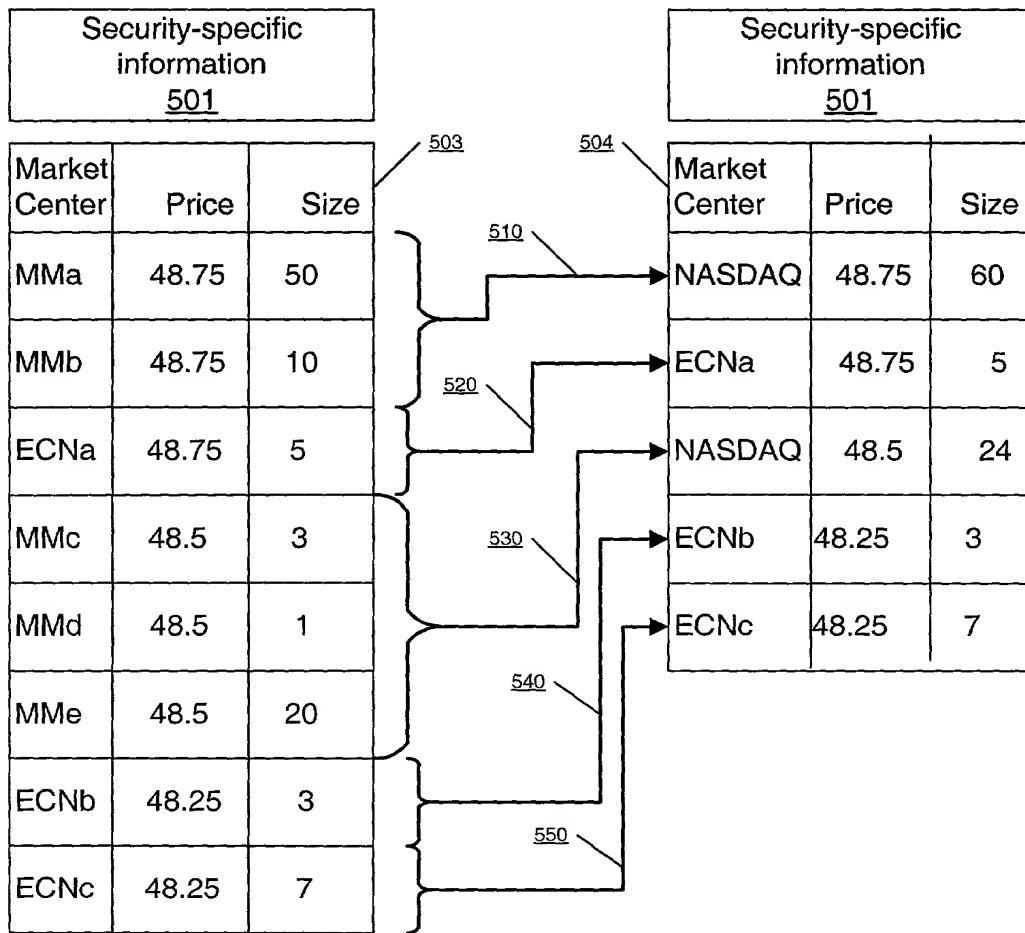 Security-specific
information
501
Security-specific
information
501
503
504
Market
Center Price Size
MMa 48.75 50
MMb 48.75 10
ECNa 48.75 5
MMc 48.5 3
MMd 48.5 1
MMe 48.5 20
ECNb 48.25 3
ECNc 48.25 7
510
520
530
540
550
Market
Center Price Size
NASDAQ 48.75 60
ECNa 48.75 5
NASDAQ 48.5 24
ECNb 48.25 3
ECNc 48.25 7